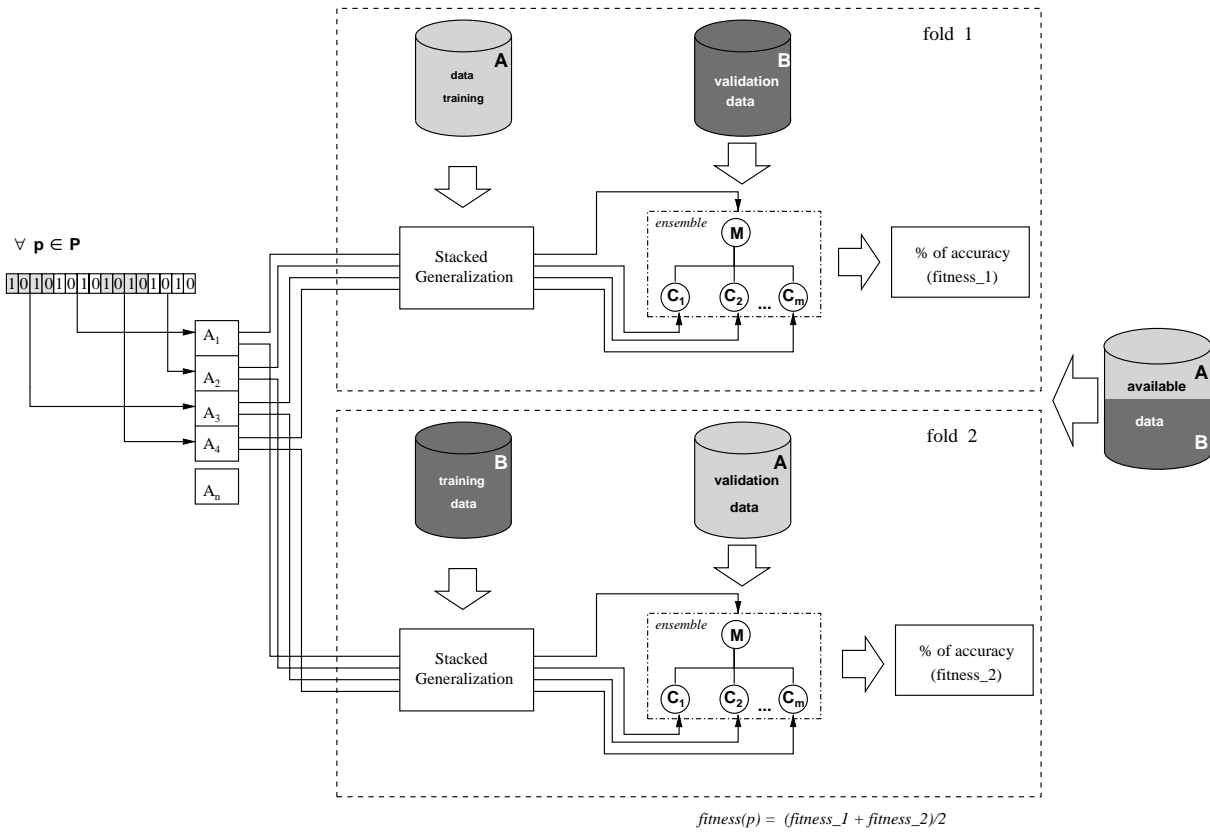 fold 1
A
data
training
B
validation
data
∀ p ∈ P
1010101010101010
Stacked
Generalization
ensemble
M
C1 C2 ... Cm
% of accuracy
(fitness_1)
A1
A2
A3
A4
An
A
available
data
B
fold 2
B
training
data
A
validation
data
Stacked
Generalization
ensemble
M
C1 C2 ... Cm
% of accuracy
(fitness_2)
fitness(p) = (fitness_1 + fitness_2)/2